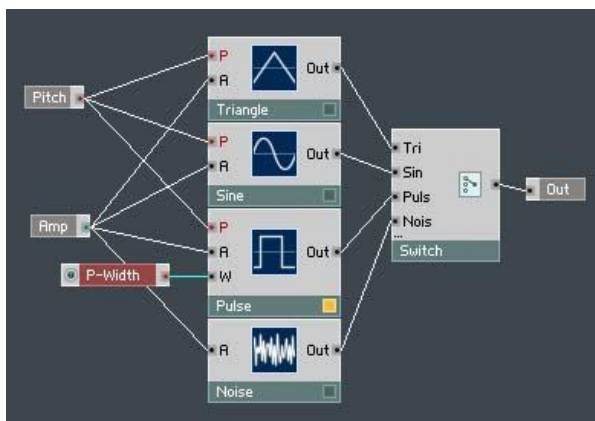 Pitch
Amp
P-Width
P
A
Out
Triangle
P
A
Out
Sine
P
A
W
Out
Pulse
A
Out
Noise
Tri
Sin
Puls
Nois
...
Switch
Out